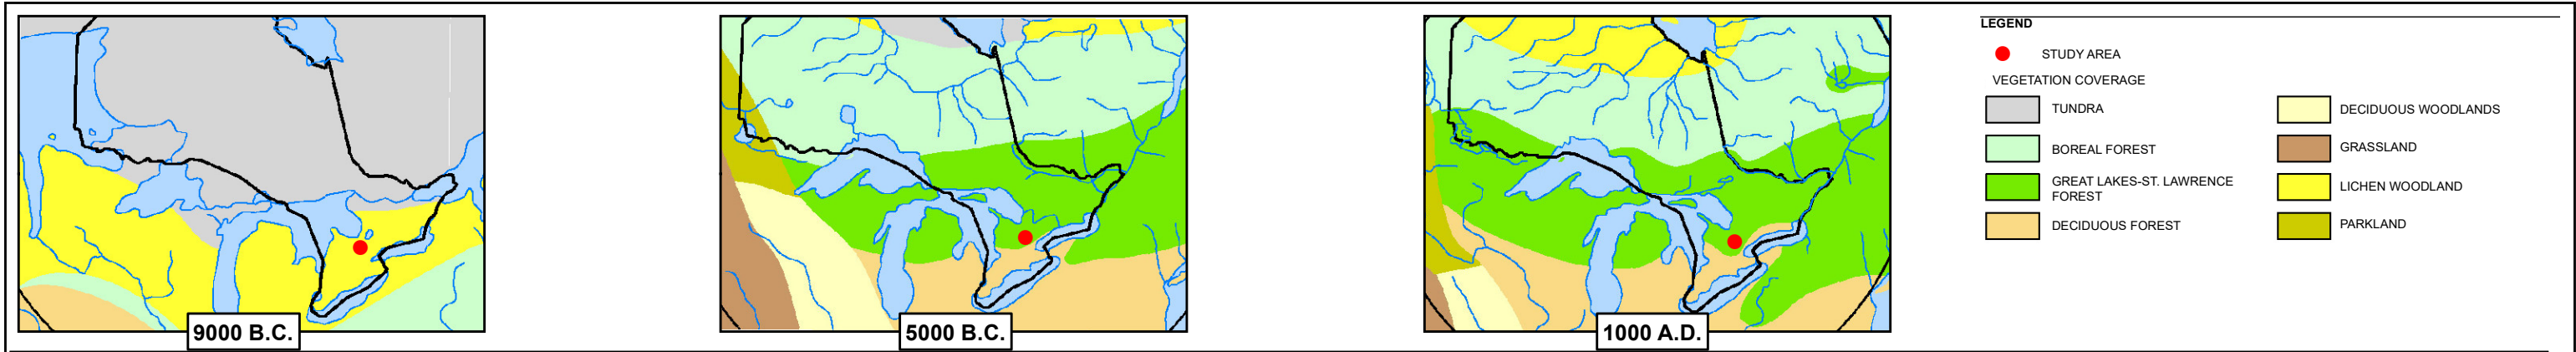 9000 B.C.
5000 B.C.
1000 A.D.
LEGEND
STUDY AREA
VEGETATION COVERAGE
TUNDRA
BOREAL FOREST
GREAT LAKES-ST. LAWRENCE
FOREST
DECIDUOUS FOREST
DECIDUOUS WOODLANDS
GRASSLAND
LICHEN WOODLAND
PARKLAND